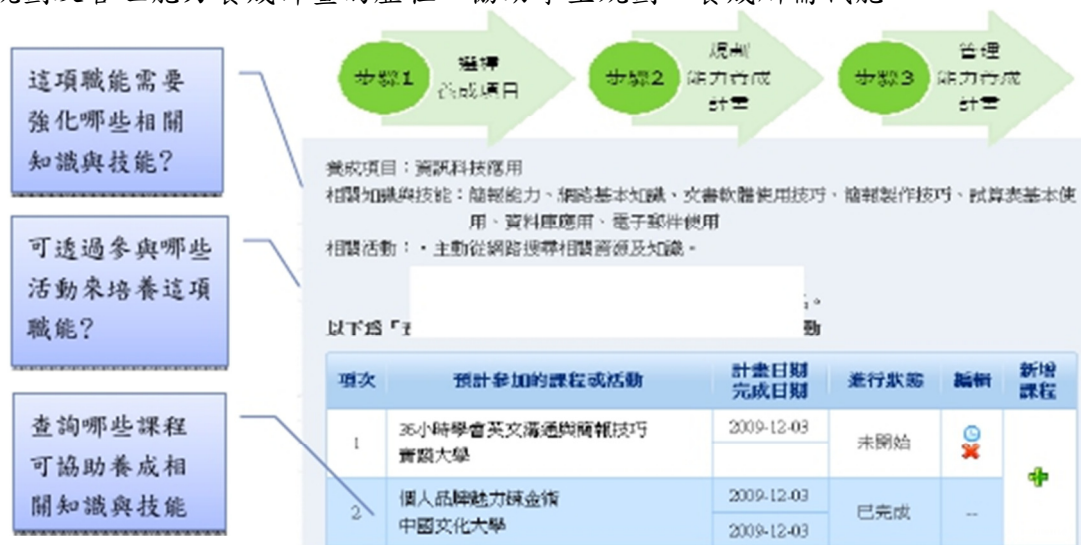 這項職能需要
強化哪些相關
知識與技能？
可透過參與哪些
活動來培養這項
職能？
查詢哪些課程
可協助養成相
關知識與技能
步驟1
選擇
養成項目
步驟2
規劃
能力養成
計畫
步驟3
管理
能力養成
計畫
養成項目：資訊科技應用
相關知識與技能：簡報能力、網路基本知識、文書軟體使用技巧、簡報製作技巧、試算表基本使
用、資料庫應用、電子郵件使用
相關活動：・主動從網路搜尋相關資源及知識。
以下為「
動
項次
預計參加的課程或活動
計畫日期
完成日期
進行狀態
編輯
新增
課程
1
36小時學會英文溝通與簡報技巧
實踐大學
2009-12-03
未開始
2
個人品牌魅力鍊金術
中國文化大學
2009-12-03
2009-12-03
已完成
--